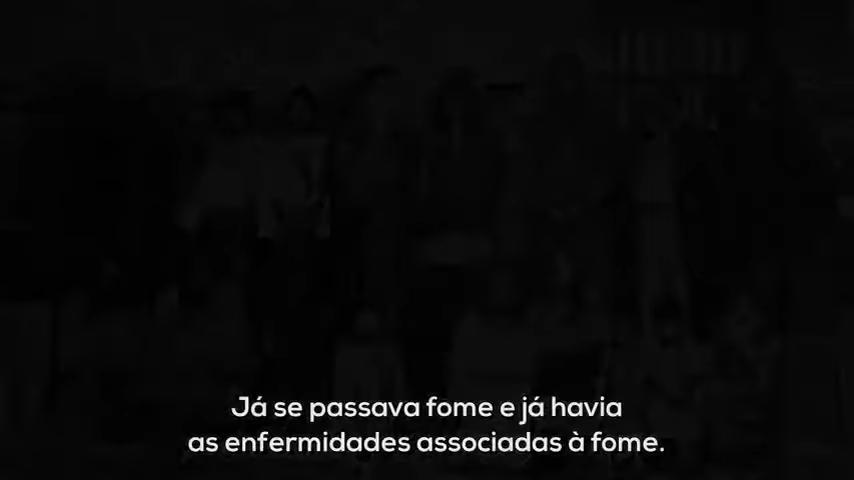 Já se passava fome e já havia
as enfermidades associadas à fome.